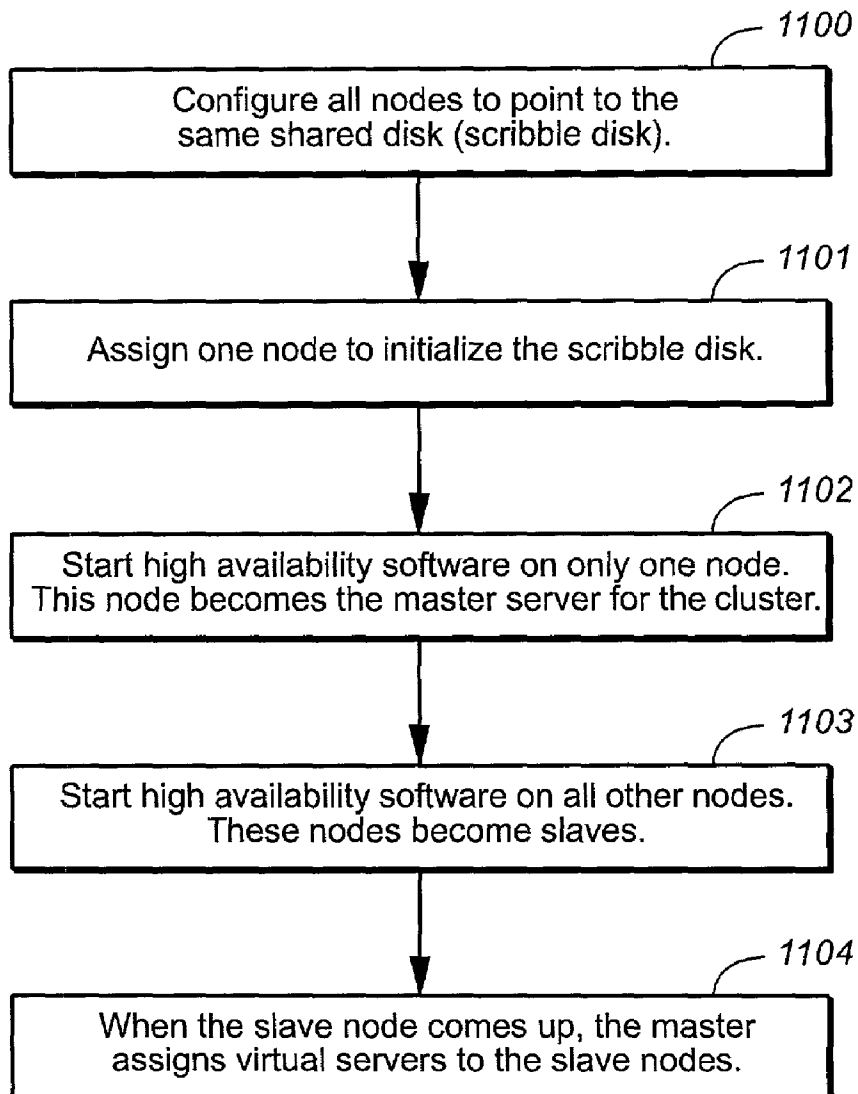 1100
Configure all nodes to point to the
same shared disk (scribble disk).
1101
Assign one node to initialize the scribble disk.
1102
Start high availability software on only one node.
This node becomes the master server for the cluster.
1103
Start high availability software on all other nodes.
These nodes become slaves.
1104
When the slave node comes up, the master
assigns virtual servers to the slave nodes.